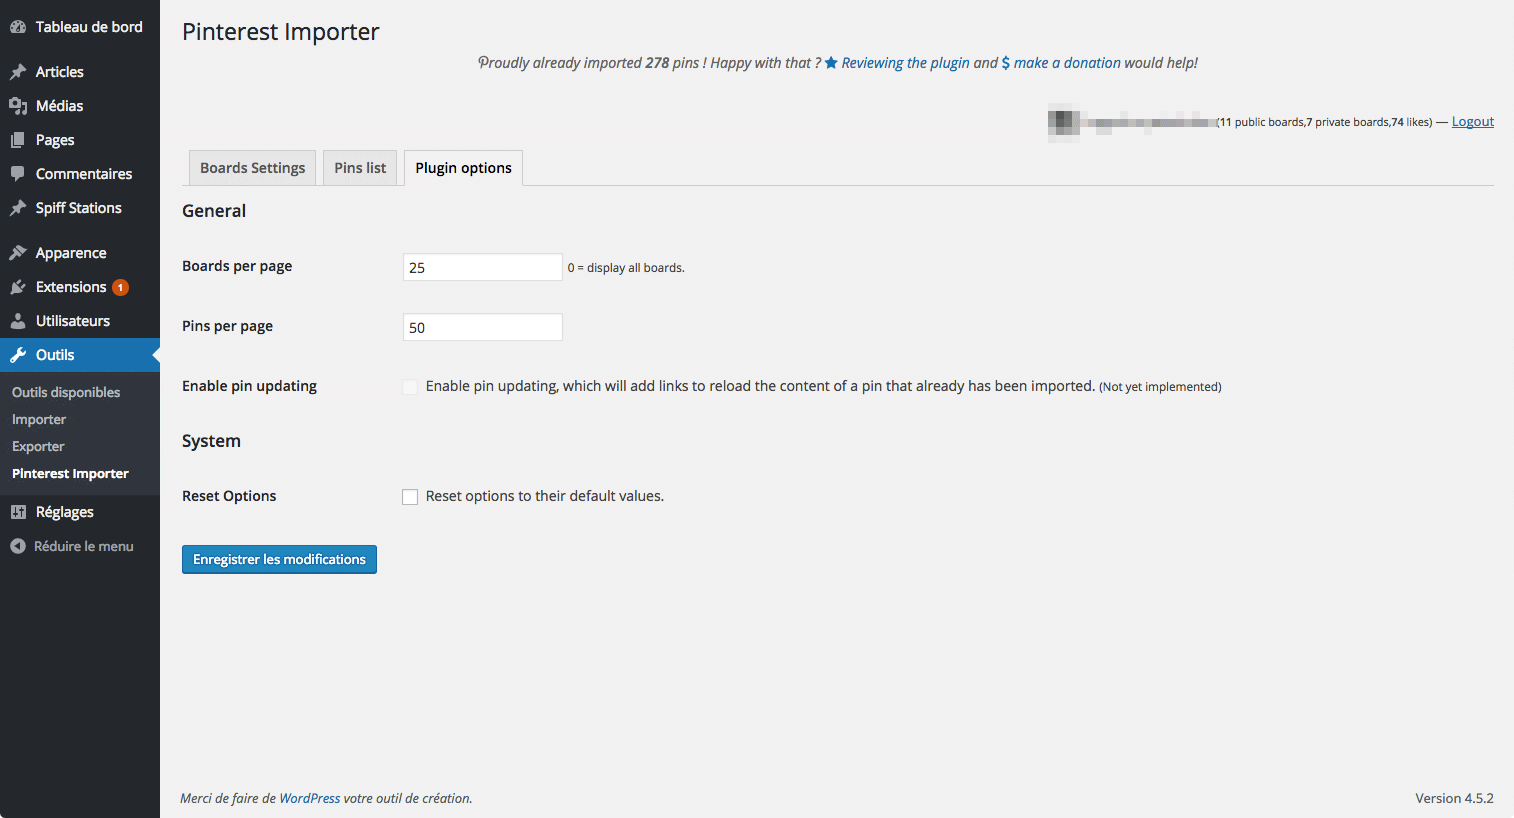 Tableau de bord
Articles
Médias
Pages
Commentaires
Spiff Stations
Apparence
Extensions 1
Utilisateurs
Outils
Outils disponibles
Importer
Exporter
Pinterest Importer
Réglages
Réduire le menu
Pinterest Importer
Proudly already imported 278 pins ! Happy with that ? Reviewing the plugin and $ make a donation would help!
(11 public boards,7 private boards,74 likes) — Logout
Boards Settings
Pins list
Plugin options
General
Boards per page 25 0 = display all boards.
Pins per page 50
Enable pin updating Enable pin updating, which will add links to reload the content of a pin that already has been imported. (Not yet implemented)
System
Reset Options Reset options to their default values.
Enregistrer les modifications
Merci de faire de WordPress votre outil de création.
Version 4.5.2